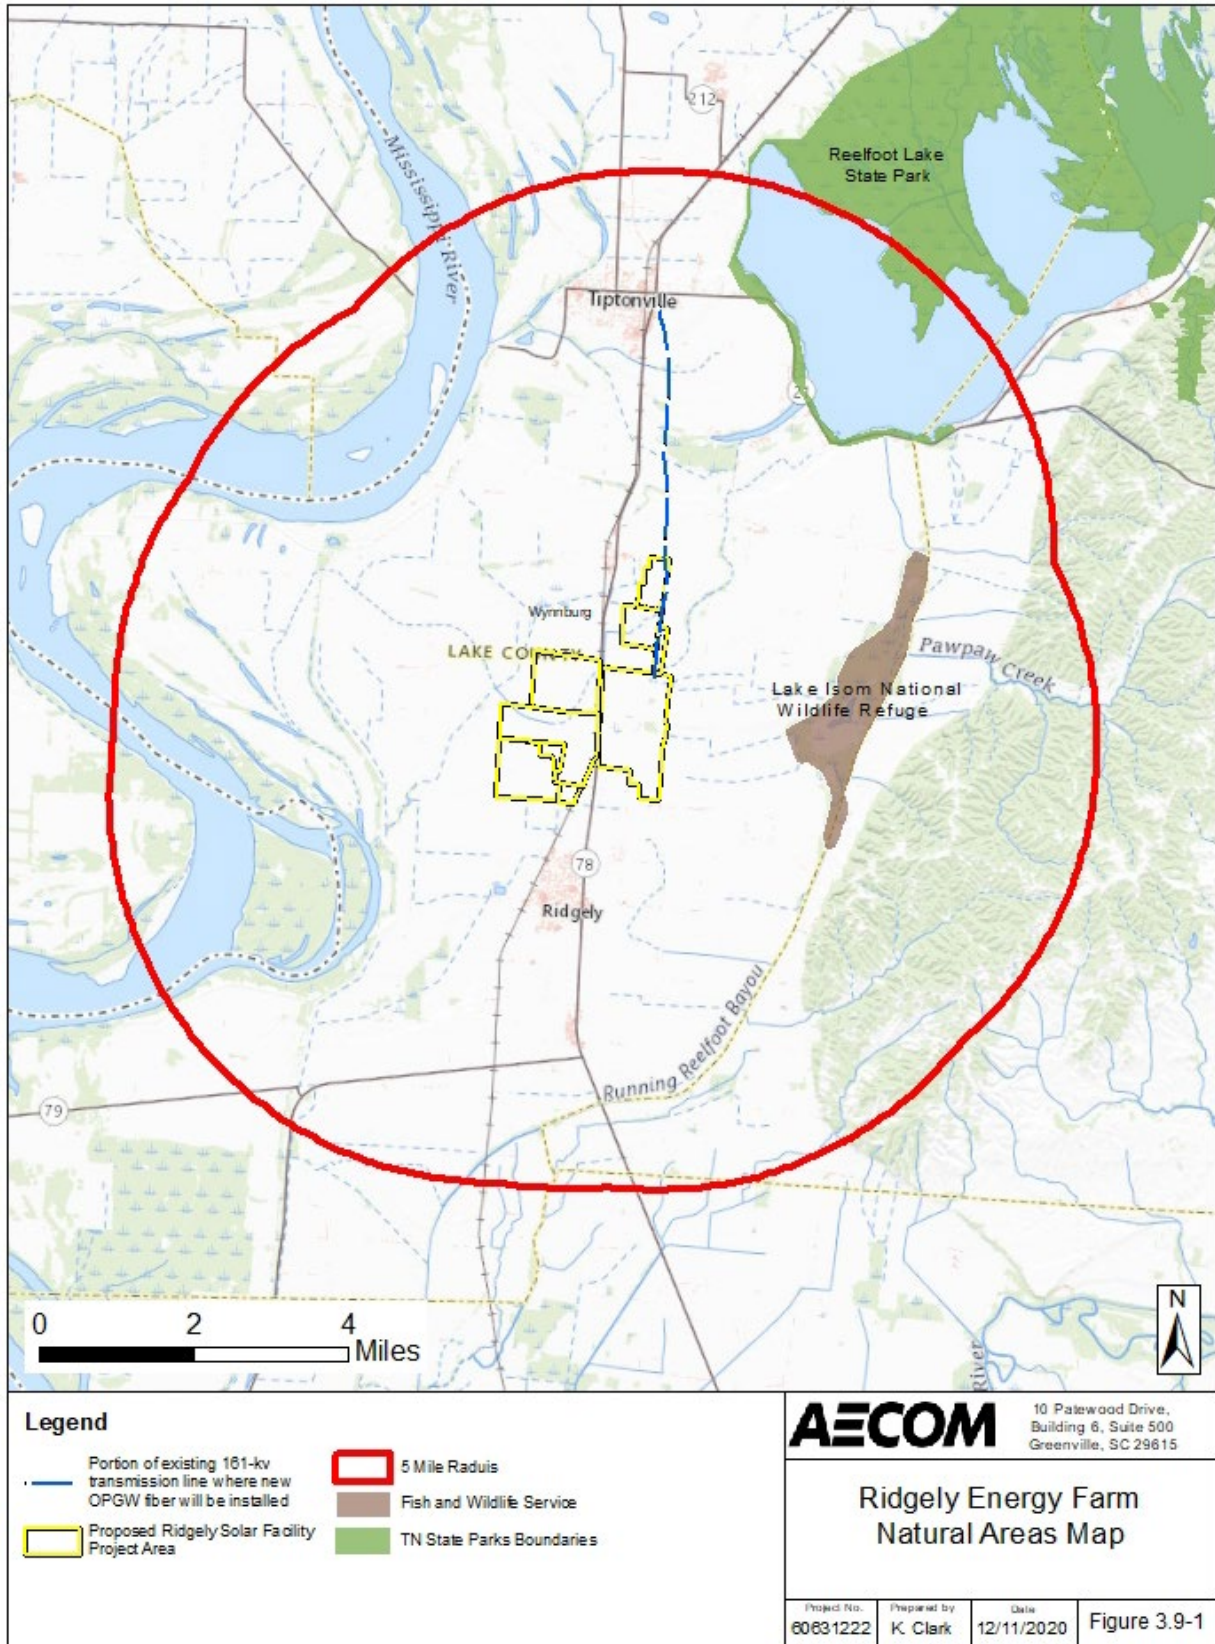 212
Mississippi River
Reelfoot Lake
State Park
Tiptonville
Wynnburg
LAKE COUNTY
Pawpaw Creek
Lake Isom National
Wildlife Refuge
78
Ridgely
Running Reelfoot Bayou
79
River
0 2 4
Miles
N
Legend
Portion of existing 161-kv
transmission line where new
OPGW fiber will be installed
Proposed Ridgely Solar Facility
Project Area
5 Mile Raduis
Fish and Wildlife Service
TN State Parks Boundaries
AECOM
10 Patewood Drive,
Building 6, Suite 500
Greenville, SC 29615
Ridgely Energy Farm
Natural Areas Map
Project No.
60631222
Prepared by
K. Clark
Date
12/11/2020
Figure 3.9-1